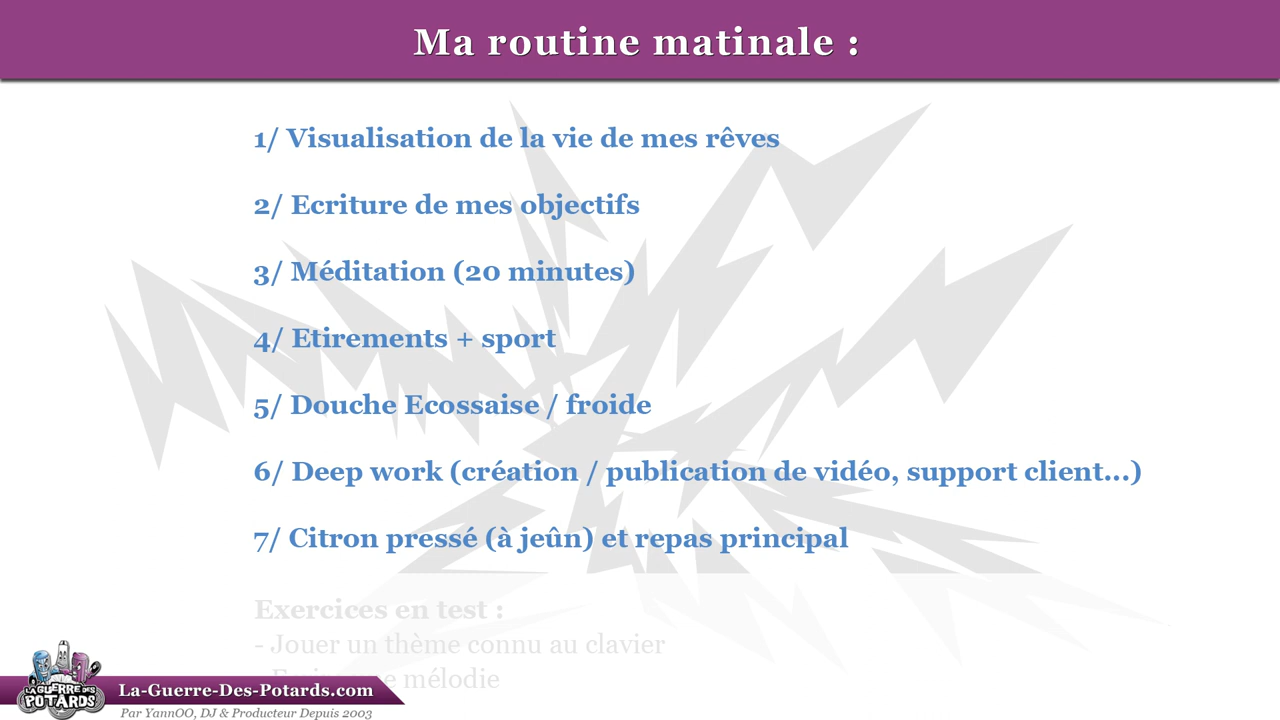 Ma routine matinale :
1/ Visualisation de la vie de mes rêves
2/ Ecriture de mes objectifs
3/ Méditation (20 minutes)
4/ Etirements + sport
5/ Douche Ecossaise / froide
6/ Deep work (création / publication de vidéo, support client...)
7/ Citron pressé (à jeûn) et repas principal
Exercices en test :
- Jouer un thème connu au clavier
mélodie
LA GUERRE DES
POTARDS
La-Guerre-Des-Potards.com
Par YannOO, DJ & Producteur Depuis 2003